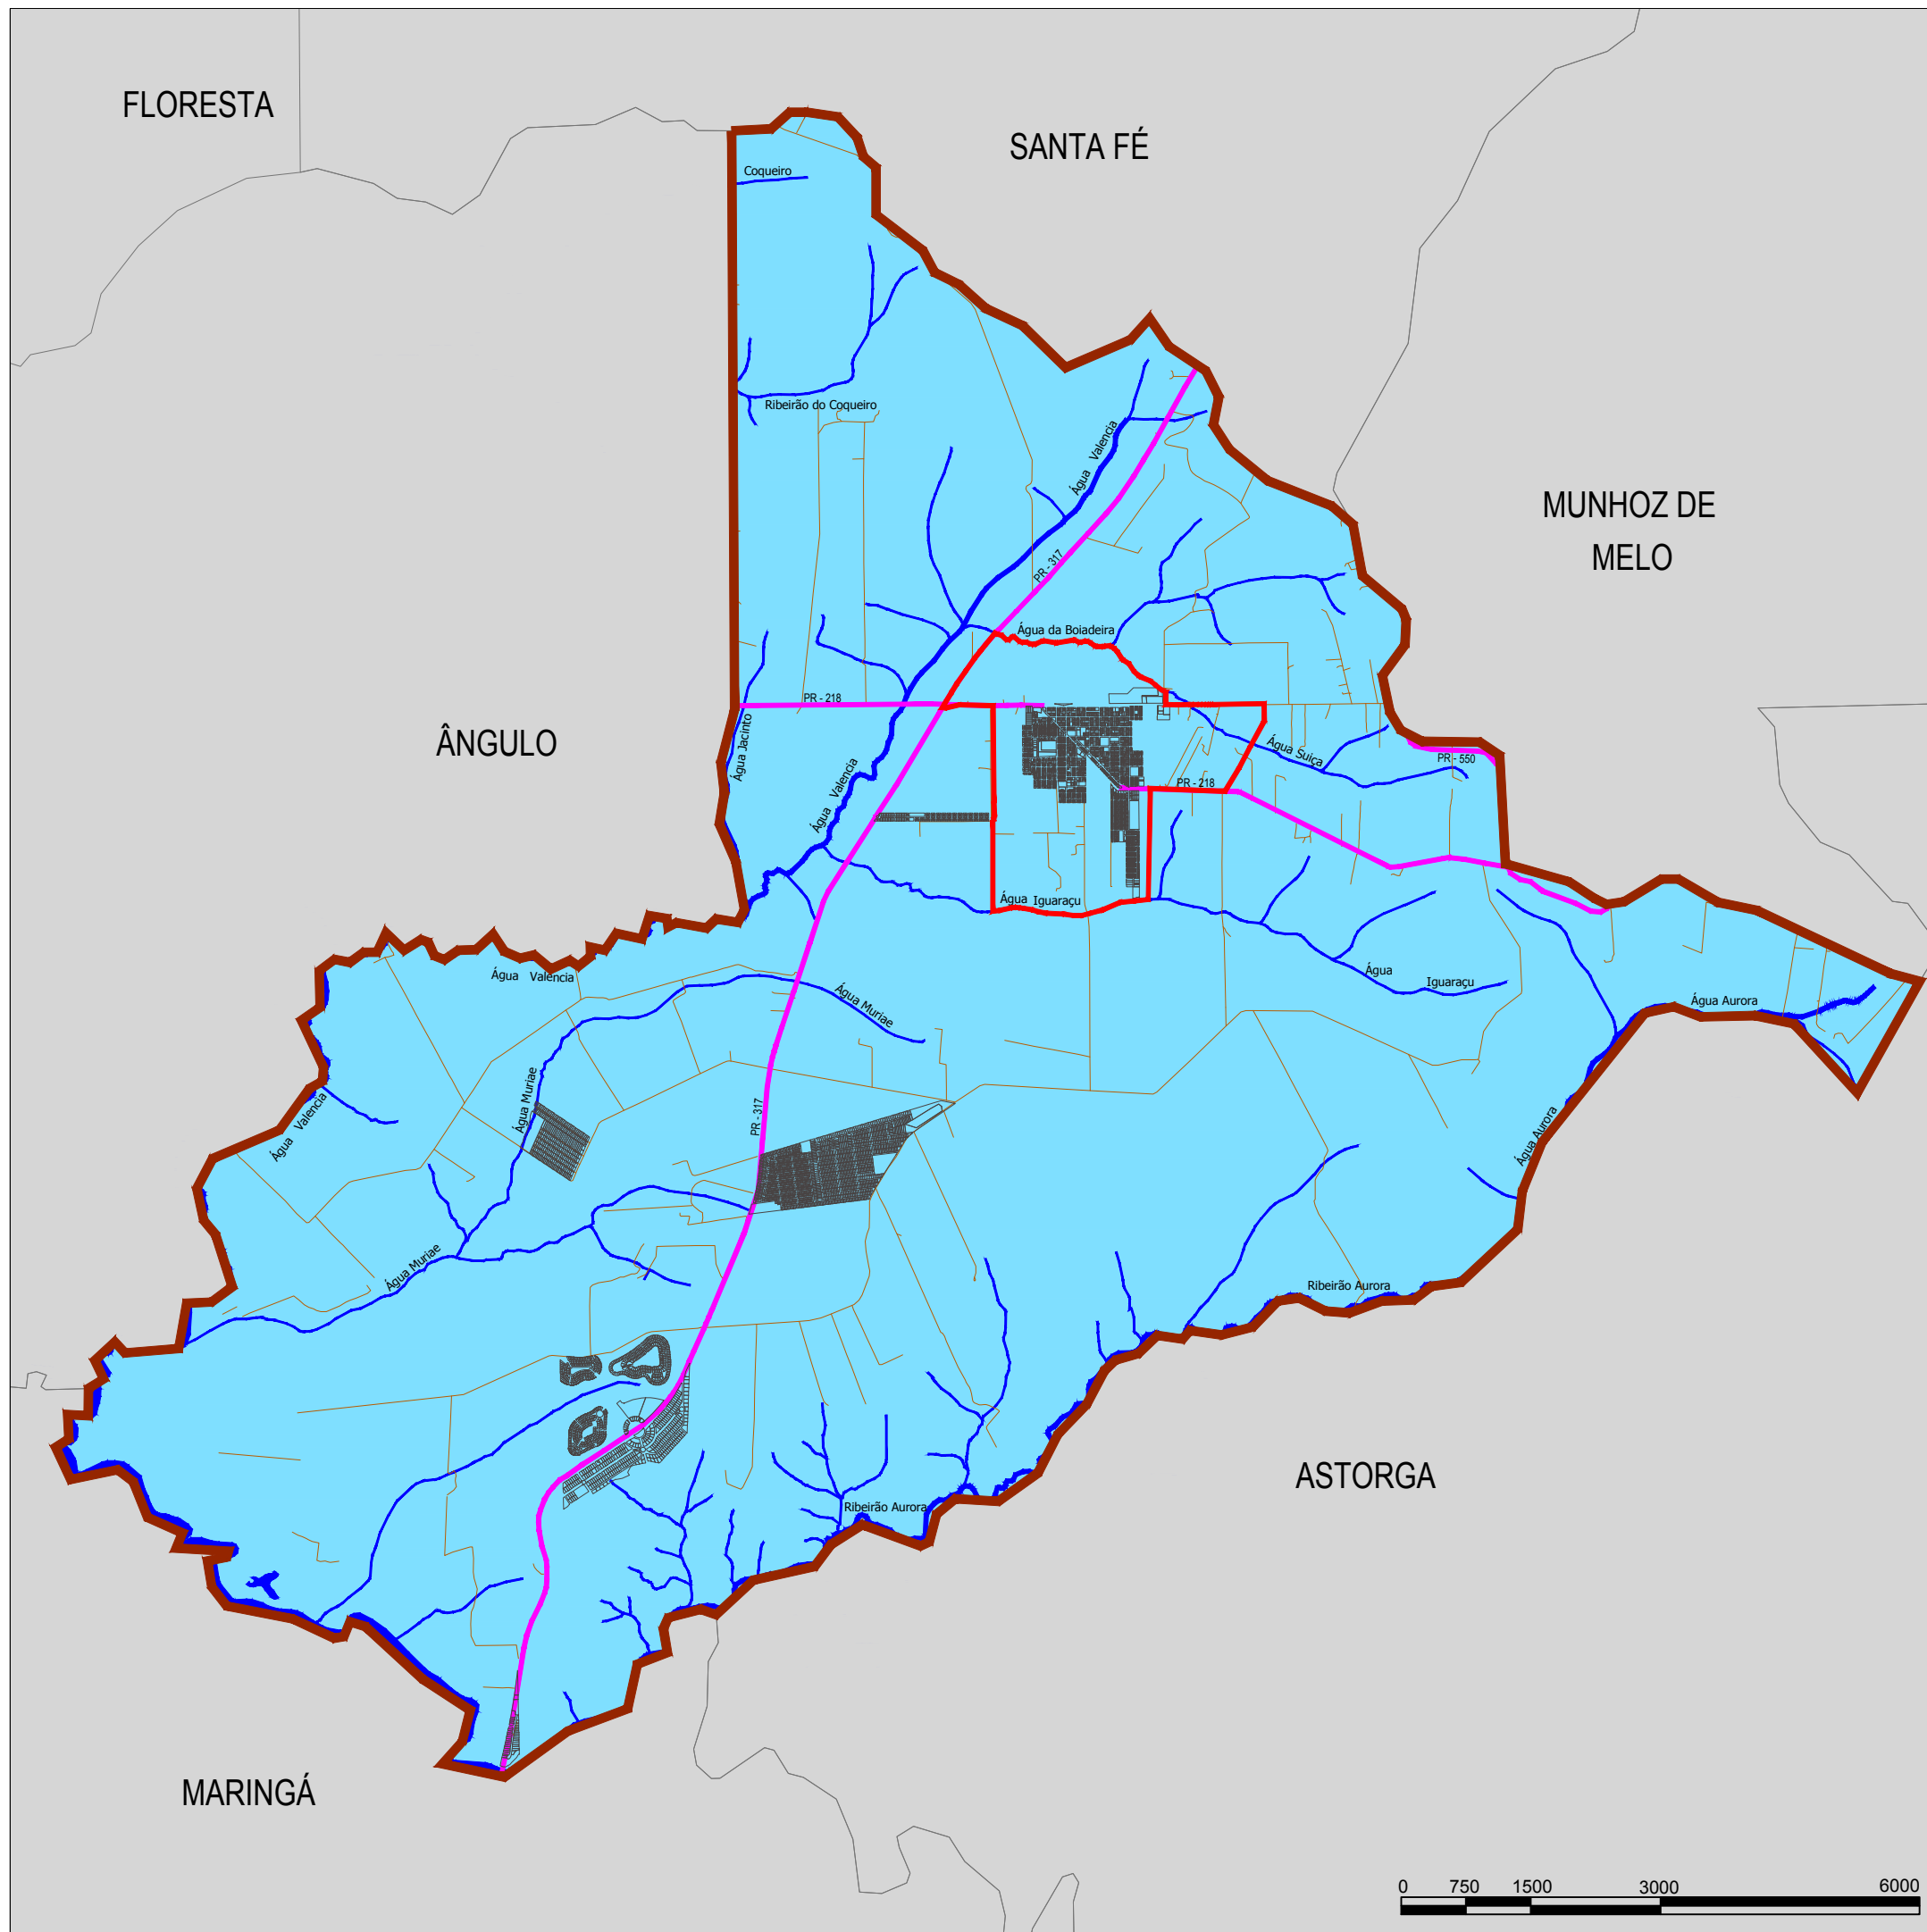 FLORESTA
SANTA FÉ
Coqueiro
Ribeirão do Coqueiro
Água Valencia
MUNHOZ DE
MELO
PR - 317
Água da Boiadeira
PR - 218
ÂNGULO
Água Jacinto
Água Suiça
PR - 550
PR - 218
Água Valencia
Água Iguaraçu
Água Valencia
Água Iguaraçu
Água Muriae
Água Aurora
Água Muriae
Água Valencia
PR - 317
Água Aurora
Água Muriae
Ribeirão Aurora
ASTORGA
Ribeirão Aurora
MARINGÁ
0 750 1500 3000 6000